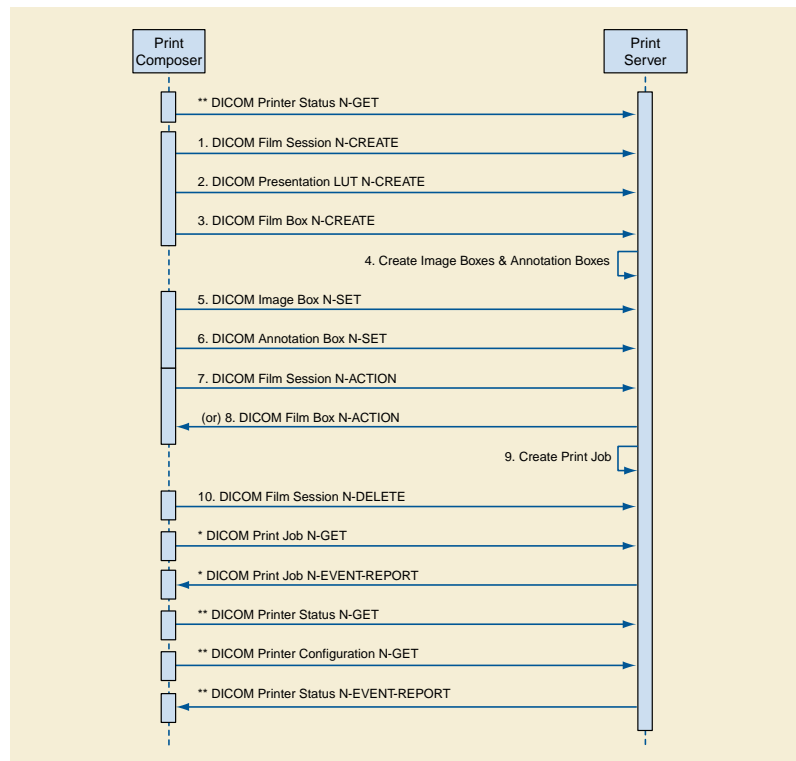 Print
Composer
Print
Server
** DICOM Printer Status N-GET
1. DICOM Film Session N-CREATE
2. DICOM Presentation LUT N-CREATE
3. DICOM Film Box N-CREATE
4. Create Image Boxes & Annotation Boxes
5. DICOM Image Box N-SET
6. DICOM Annotation Box N-SET
7. DICOM Film Session N-ACTION
(or) 8. DICOM Film Box N-ACTION
9. Create Print Job
10. DICOM Film Session N-DELETE
* DICOM Print Job N-GET
* DICOM Print Job N-EVENT-REPORT
** DICOM Printer Status N-GET
** DICOM Printer Configuration N-GET
** DICOM Printer Status N-EVENT-REPORT